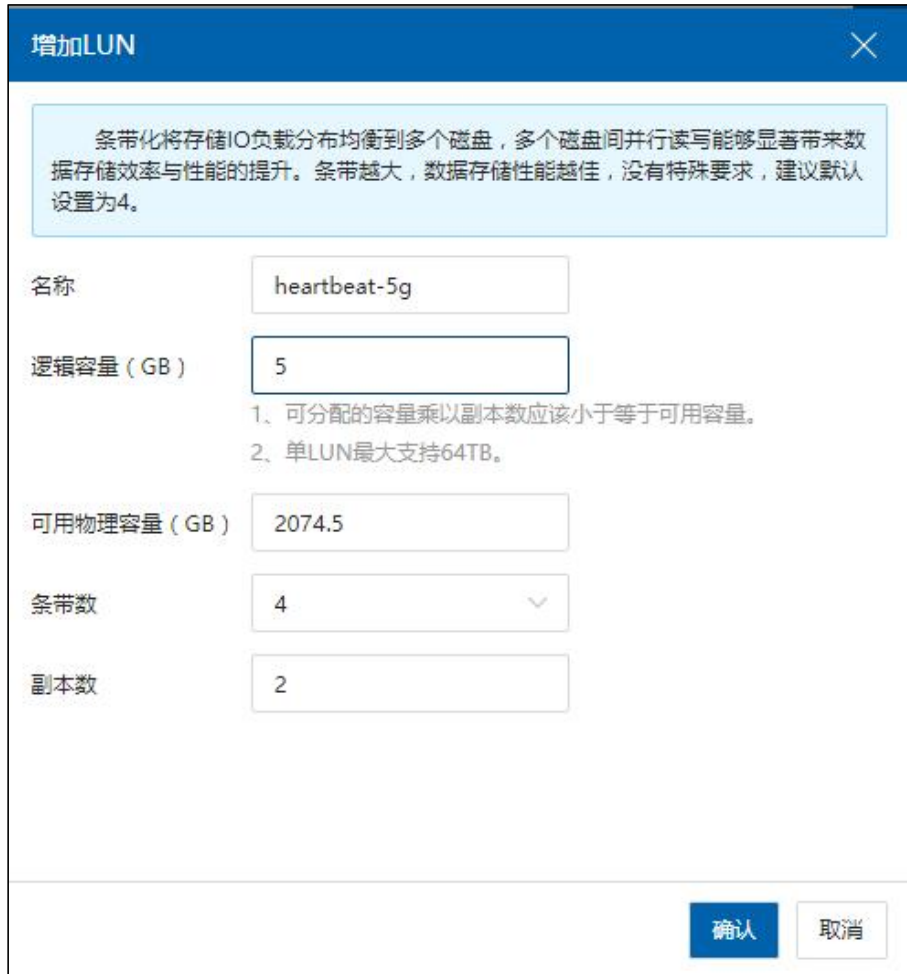 增加LUN
条带化将存储IO负载分布均衡到多个磁盘，多个磁盘间并行读写能够显著带来数
据存储效率与性能的提升。条带越大，数据存储性能越佳，没有特殊要求，建议默认
设置为4。
名称 heartbeat-5g
逻辑容量（GB） 5
1、可分配的容量乘以副本数应该小于等于可用容量。
2、单LUN最大支持64TB。
可用物理容量（GB） 2074.5
条带数 4
副本数 2
确认 取消